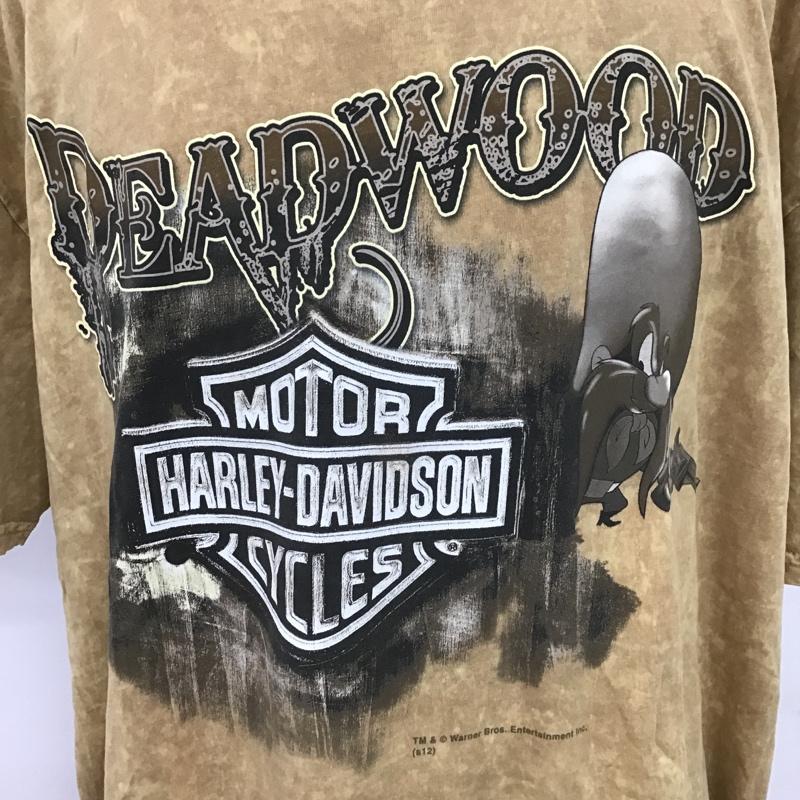 DEADWOOD
MOTOR
HARLEY-DAVIDSON
CYCLES ®
TM & © Warner Bros. Entertainment Inc.
(s12)